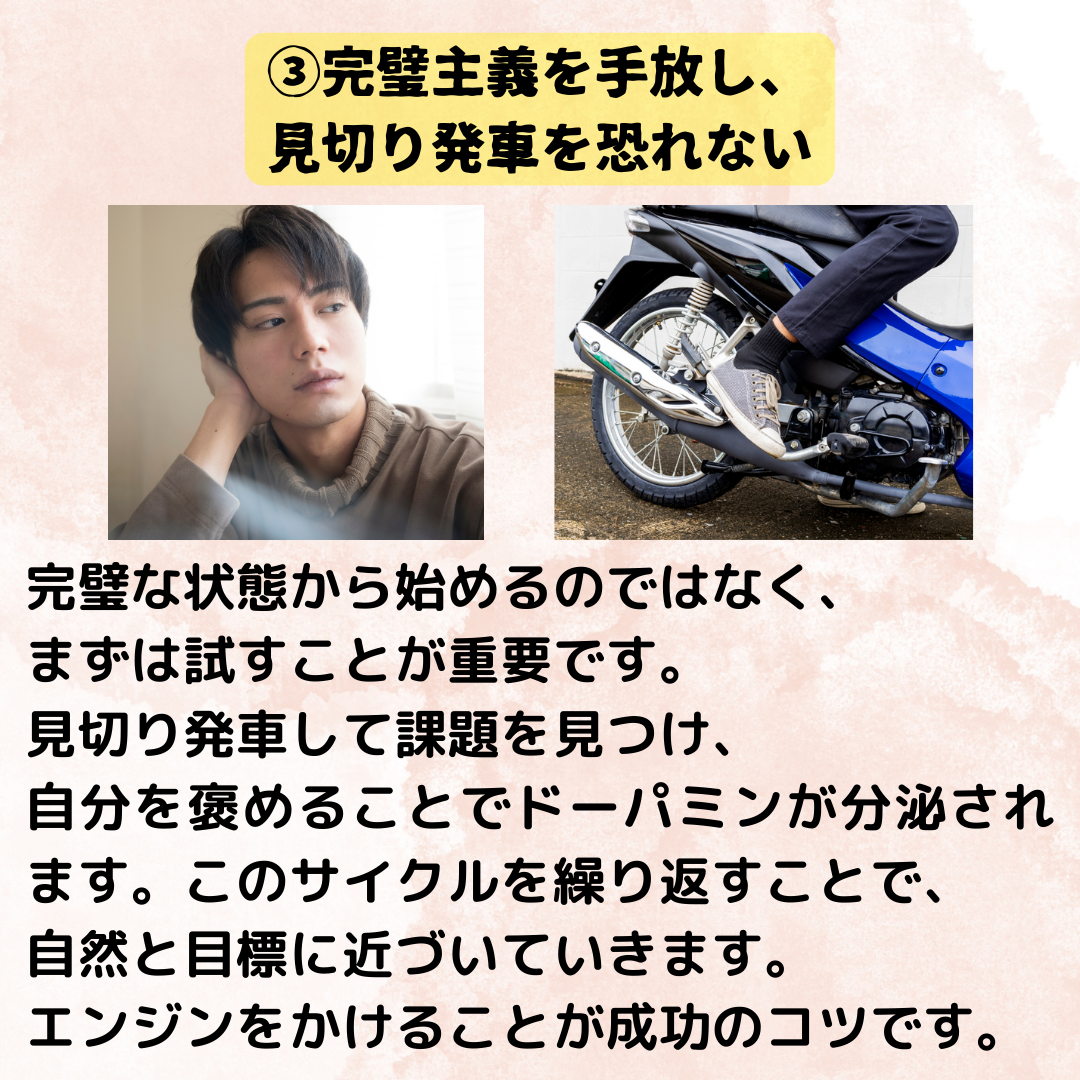 ③完璧主義を手放し、
見切り発車を恐れない
完璧な状態から始めるのではなく、
まずは試すことが重要です。
見切り発車して課題を見つけ、
自分を褒めることでドーパミンが分泌され
ます。このサイクルを繰り返すことで、
自然と目標に近づいていきます。
エンジンをかけることが成功のコツです。